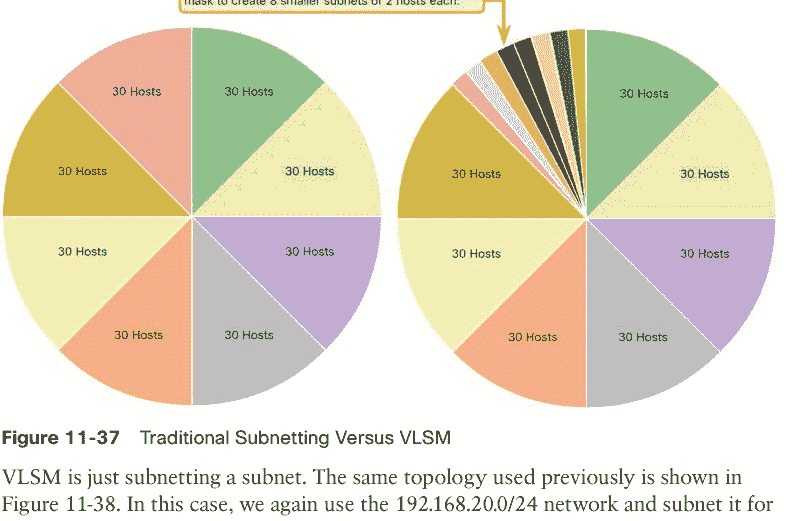 mask to create 8 smaller subnets of 2 hosts each.
30 Hosts 30 Hosts 30 Hosts
30 Hosts 30 Hosts 30 Hosts 30 Hosts
30 Hosts 30 Hosts 30 Hosts 30 Hosts
30 Hosts 30 Hosts 30 Hosts 30 Hosts
Figure 11-37 Traditional Subnetting Versus VLSM
VLSM is just subnetting a subnet. The same topology used previously is shown in
Figure 11-38. In this case, we again use the 192.168.20.0/24 network and subnet it for